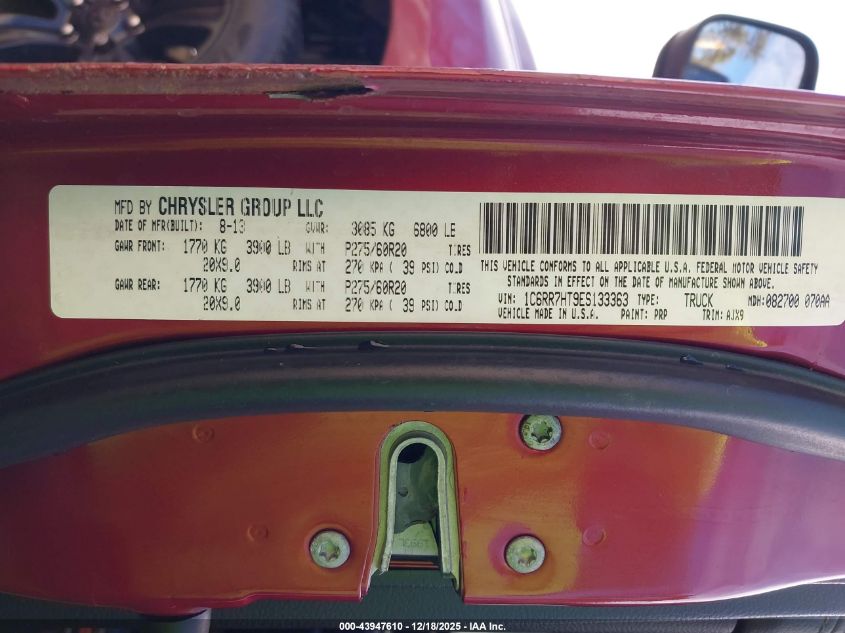 MFD BY CHRYSLER GROUP LLC
DATE OF MFR(BUILT): 8-13 GVWR: 3085 KG 6800 LB
GAWR FRONT: 1770 KG 3900 LB WITH P275/60R20 TIRES
20X9.0 RIMS AT 270 KPA ( 39 PSI) COLD
GAWR REAR: 1770 KG 3900 LB WITH P275/60R20 TIRES
20X9.0 RIMS AT 270 KPA ( 39 PSI) COLD
THIS VEHICLE CONFORMS TO ALL APPLICABLE U.S.A. FEDERAL MOTOR VEHICLE SAFETY
STANDARDS IN EFFECT ON THE DATE OF MANUFACTURE SHOWN ABOVE.
VIN: 1C6RR7HT9ES133363 TYPE: TRUCK MDH:082700 070AA
VEHICLE MADE IN U.S.A. PAINT: PRP TRIM: AJX9
000-43947610 - 12/18/2025 - IAA Inc.